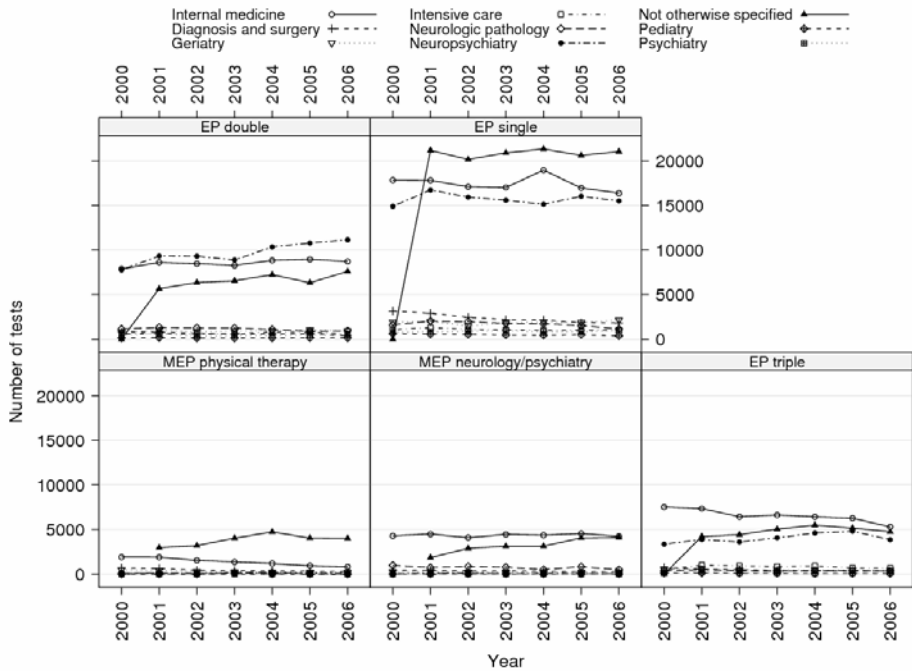 Internal medicine Intensive care Not otherwise specified
Diagnosis and surgery Neurologic pathology Pediatry
Geriatry Neuropsychiatry Psychiatry
2000 2001 2002 2003 2004 2005 2006 2000 2001 2002 2003 2004 2005 2006
EP double EP single
20000
15000
10000
5000
0
Number of tests
MEP physical therapy MEP neurology/psychiatry EP triple
20000
15000
10000
5000
0
2000 2001 2002 2003 2004 2005 2006 2000 2001 2002 2003 2004 2005 2006 2000 2001 2002 2003 2004 2005 2006
Year